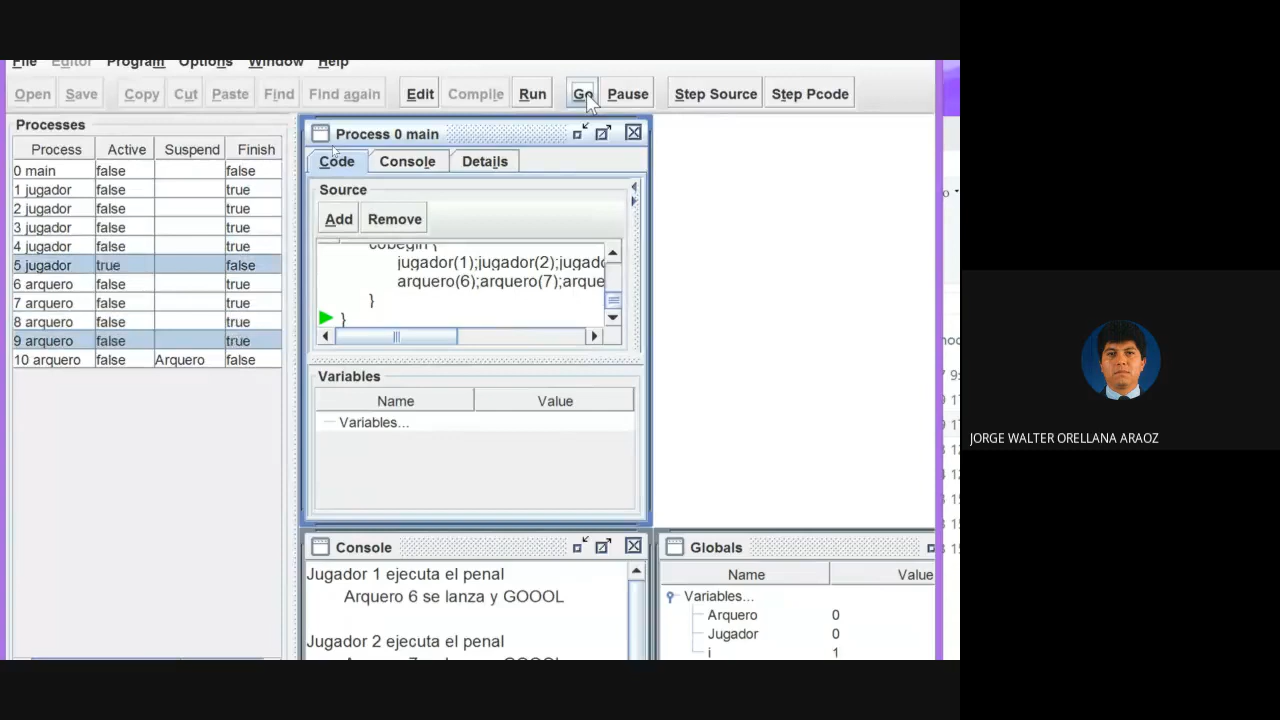 File Editor Program Options Window Help
Open Save Copy Cut Paste Find Find again Edit Compile Run Go Pause Step Source Step Pcode
Processes
Process Active Suspend Finish
0 main false false
1 jugador false true
2 jugador false true
3 jugador false true
4 jugador false true
5 jugador true false
6 arquero false true
7 arquero false true
8 arquero false true
9 arquero false true
10 arquero false Arquero false
Process 0 main
Code Console Details
Source
Add Remove
cobegin {
jugador(1);jugador(2);jugado
arquero(6);arquero(7);arque
}
}
Variables
Name Value
Variables...
Console
Jugador 1 ejecuta el penal
Arquero 6 se lanza y GOOOL
Jugador 2 ejecuta el penal
Globals
Name Value
Variables...
Arquero 0
Jugador 0
i 1
JORGE WALTER ORELLANA ARAOZ